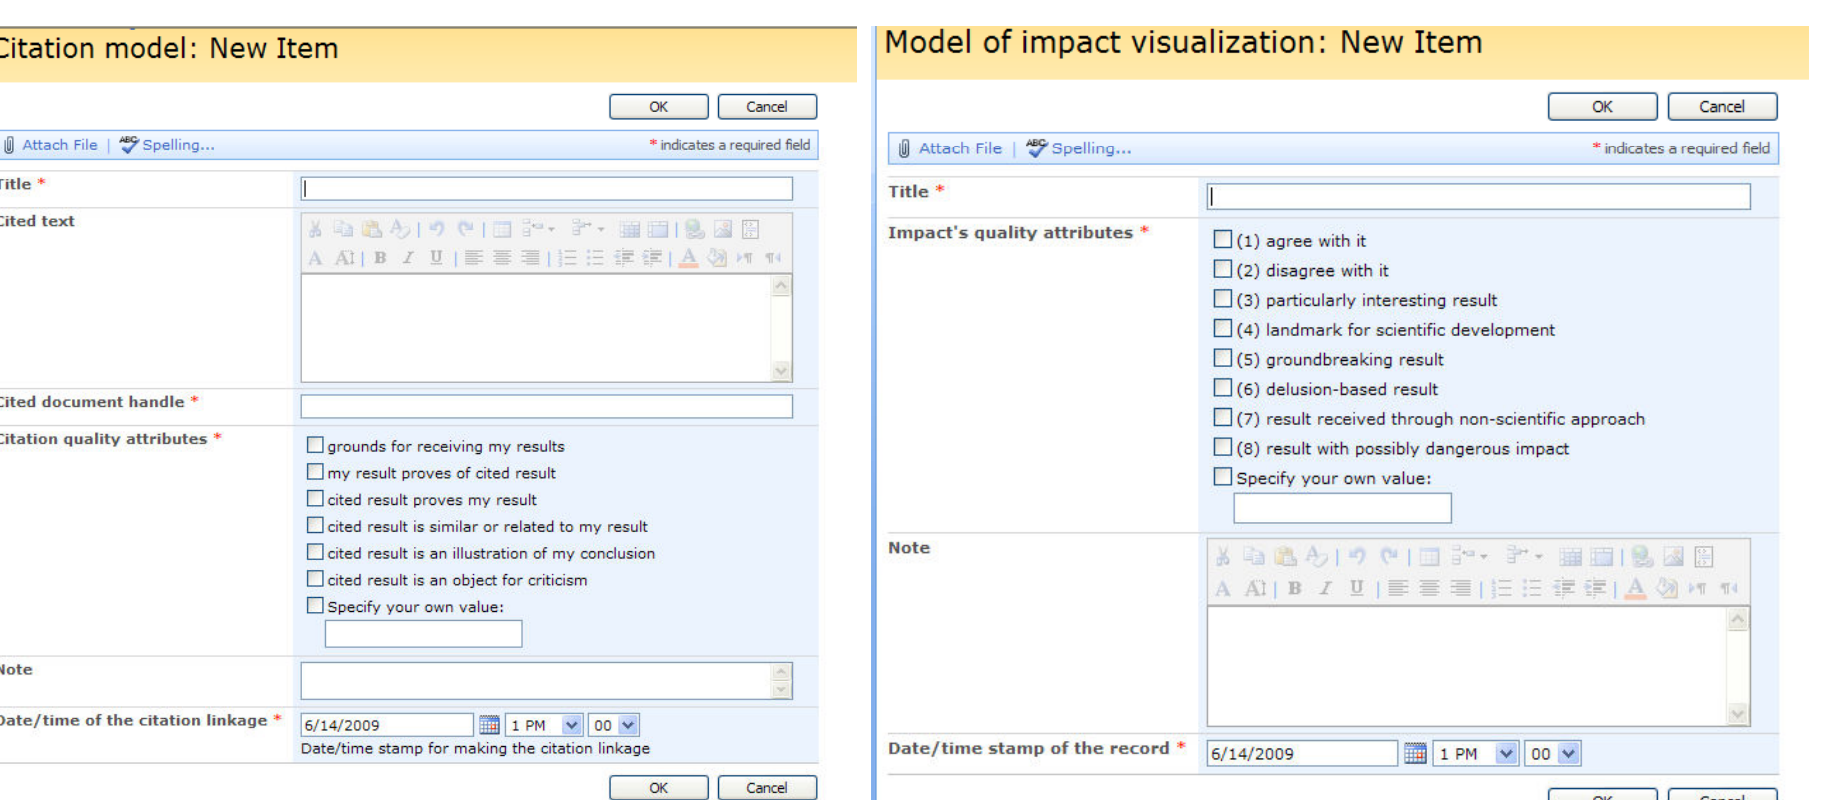 Citation model: New Item
OK Cancel
Attach File | Spelling...
* indicates a required field
Title *
Cited text
A A B I U A
Cited document handle *
Citation quality attributes *
grounds for receiving my results
my result proves of cited result
cited result proves my result
cited result is similar or related to my result
cited result is an illustration of my conclusion
cited result is an object for criticism
Specify your own value:
Note
Date/time of the citation linkage *
6/14/2009 1 PM 00
Date/time stamp for making the citation linkage
OK Cancel
Model of impact visualization: New Item
OK Cancel
Attach File | Spelling...
* indicates a required field
Title *
Impact's quality attributes *
(1) agree with it
(2) disagree with it
(3) particularly interesting result
(4) landmark for scientific development
(5) groundbreaking result
(6) delusion-based result
(7) result received through non-scientific approach
(8) result with possibly dangerous impact
Specify your own value:
Note
A A B I U A
Date/time stamp of the record *
6/14/2009 1 PM 00
OK Cancel